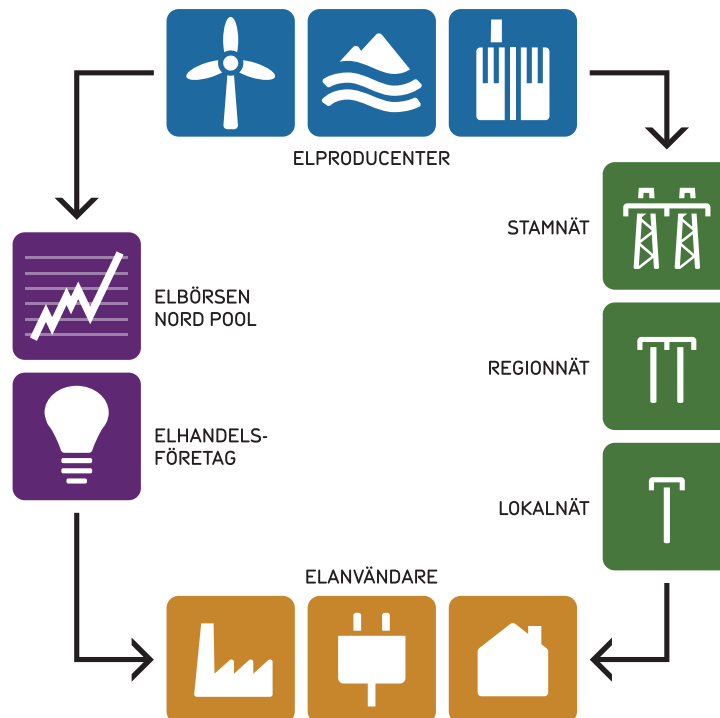 ELPRODUCENTER
STAMNÄT
ELBÖRSEN
NORD POOL
REGIONNÄT
ELHANDELS-
FÖRETAG
LOKALNÄT
ELANVÄNDARE